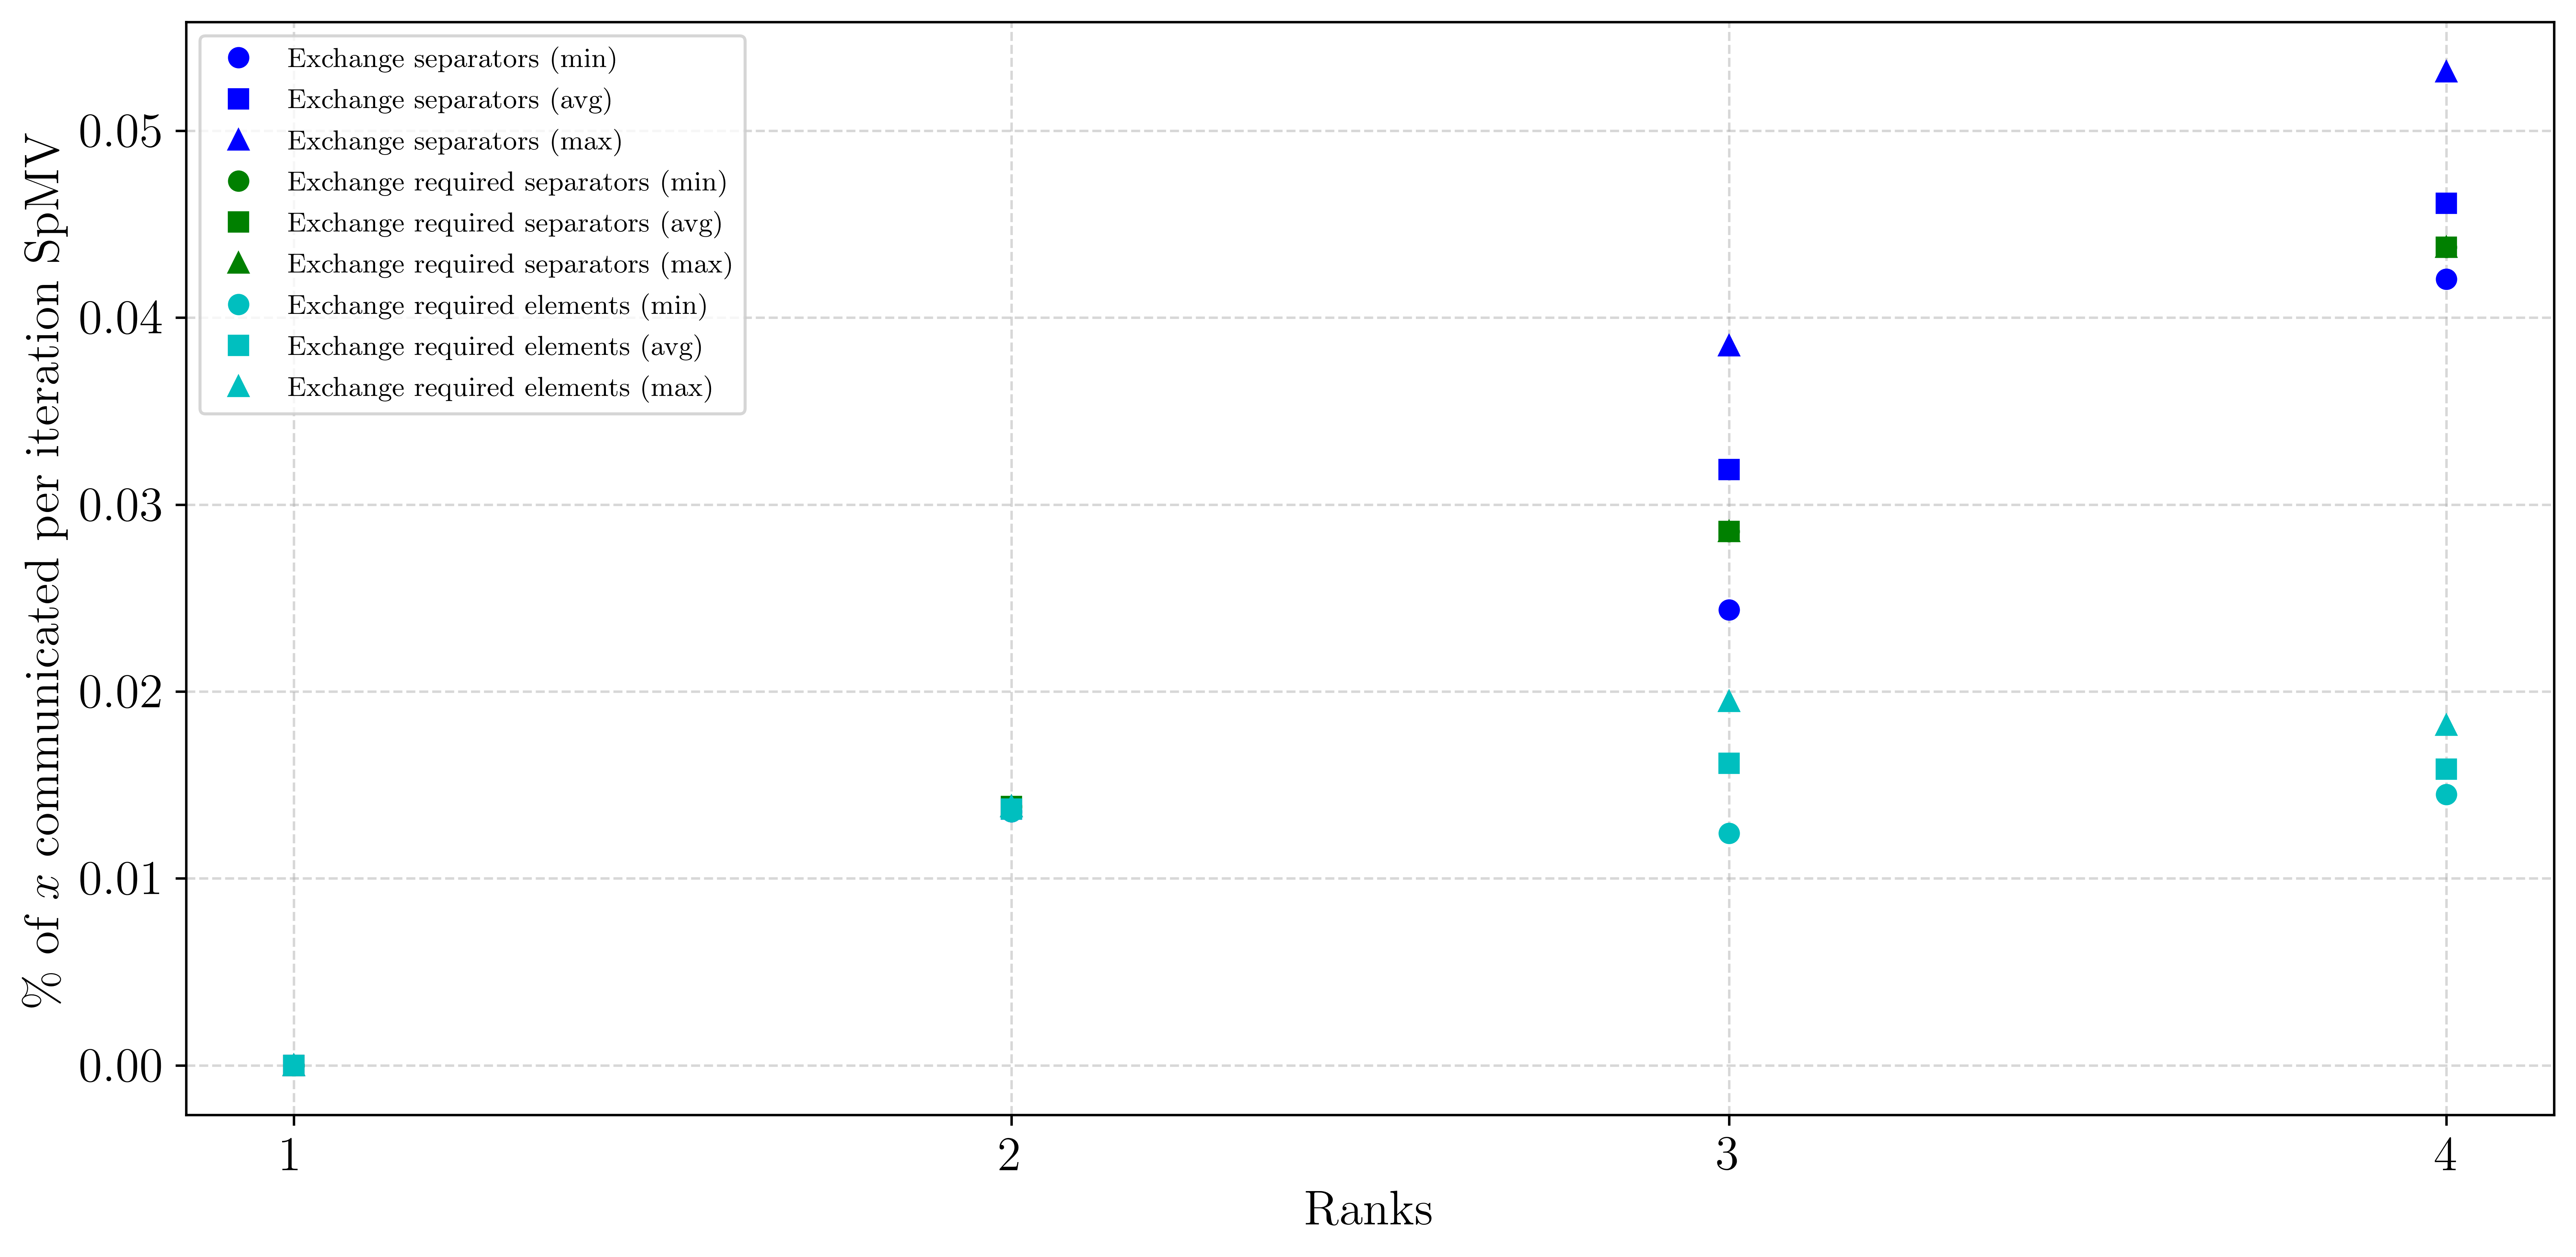 Exchange separators (min)
Exchange separators (avg)
Exchange separators (max)
Exchange required separators (min)
Exchange required separators (avg)
Exchange required separators (max)
Exchange required elements (min)
Exchange required elements (avg)
Exchange required elements (max)
% of x communicated per iteration SpMV
0.05
0.04
0.03
0.02
0.01
0.00
1 2 3 4
Ranks